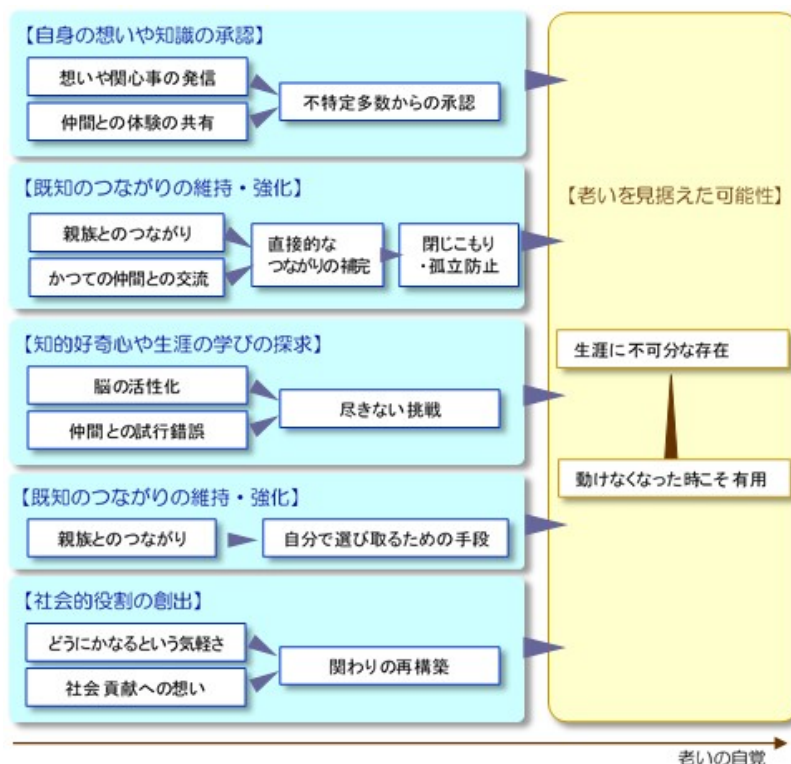 【自身の想いや知識の承認】
想いや関心事の発信
仲間との体験の共有
不特定多数からの承認
【既知のつながりの維持・強化】
親族とのつながり
かつての仲間との交流
直接的な
つながりの補完
閉じこもり
・孤立防止
【知的好奇心や生涯の学びの探求】
脳の活性化
仲間との試行錯誤
尽きない挑戦
【既知のつながりの維持・強化】
親族とのつながり
自分で選び取るための手段
【社会的役割の創出】
どうにかなるという気軽さ
社会貢献への想い
関わりの再構築
【老いを見据えた可能性】
生涯に不可分な存在
動けなくなった時こそ有用
老いの自覚